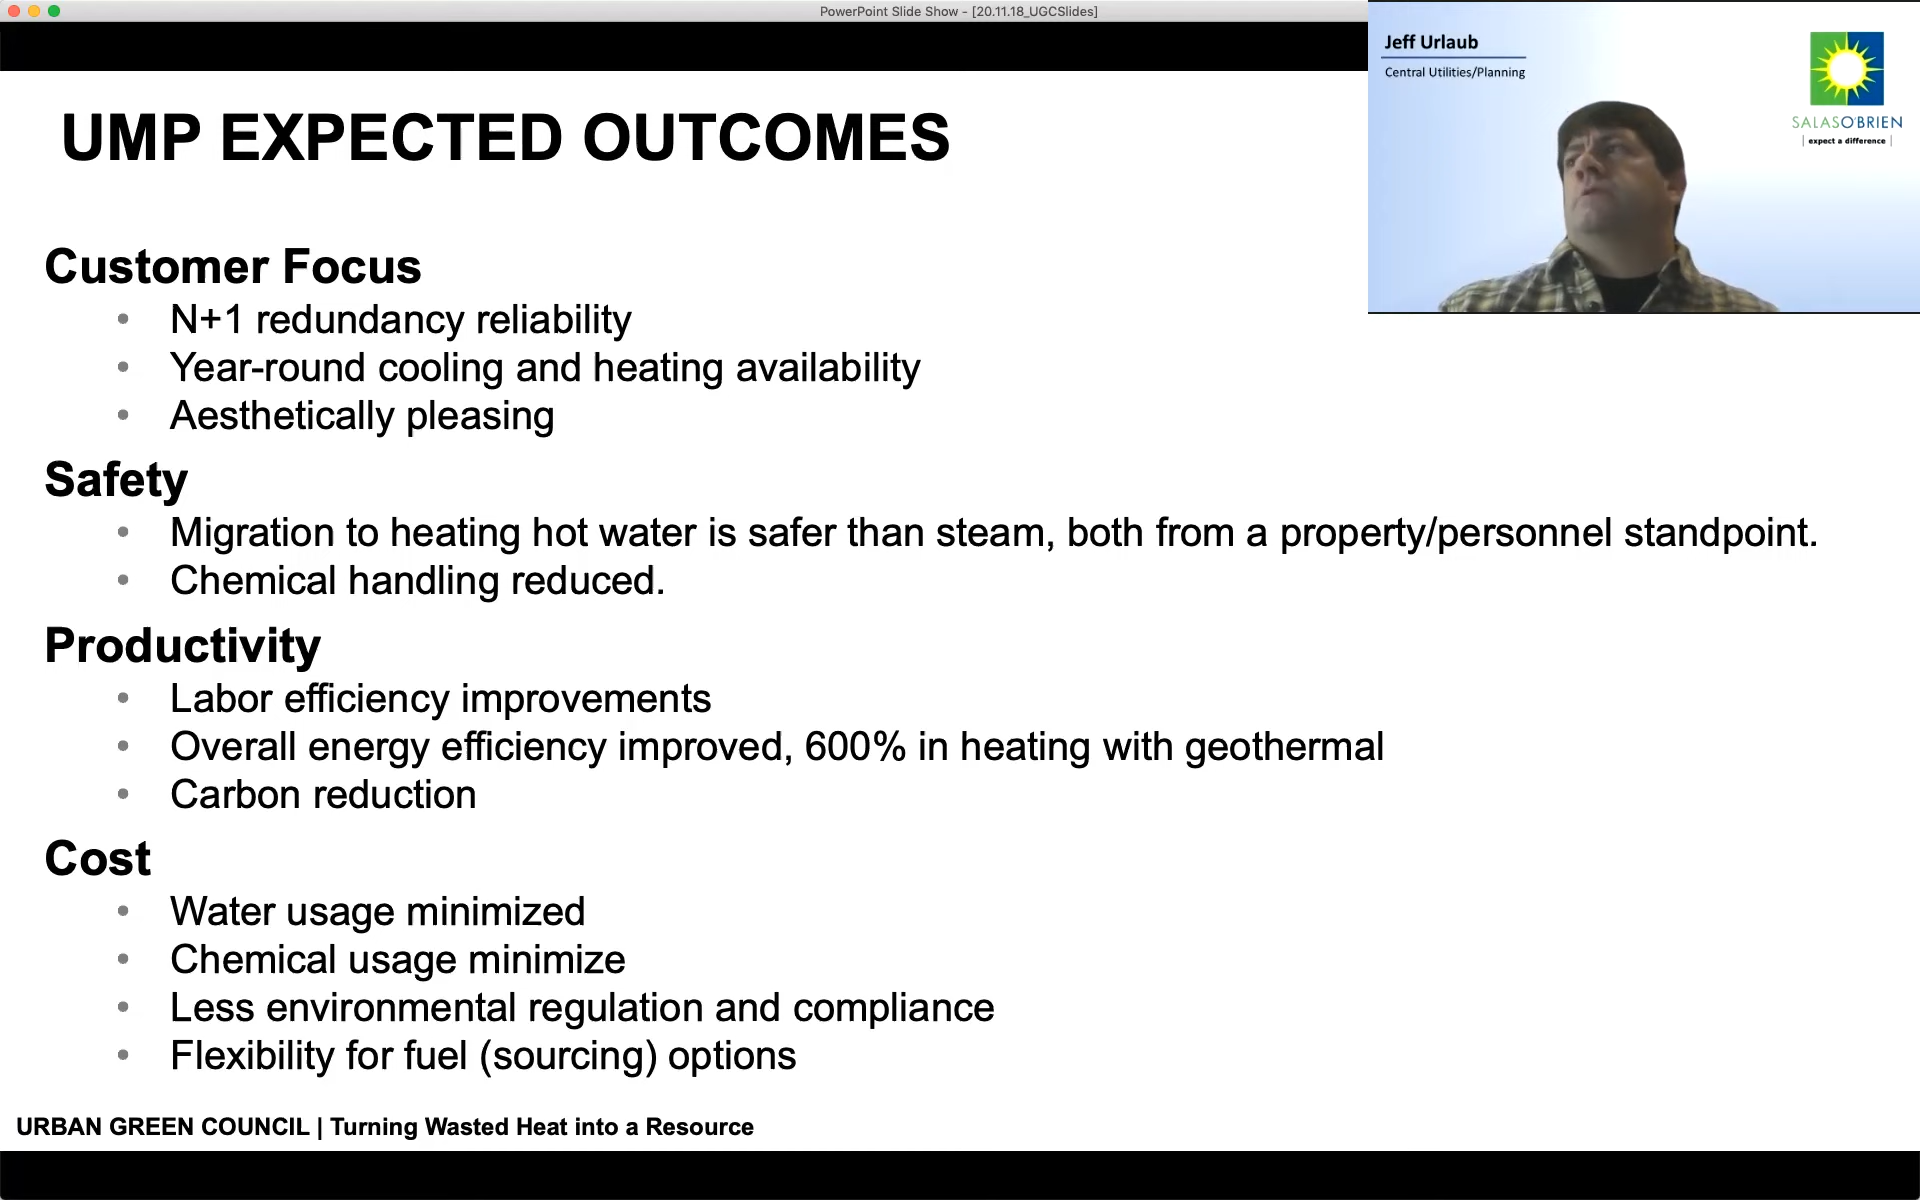 PowerPoint Slide Show - [20.11.18_UGCSlides]
Jeff Urlaub
Central Utilities/Planning
SALASO'BRIEN
| expect a difference |
UMP EXPECTED OUTCOMES
Customer Focus
• N+1 redundancy reliability
• Year-round cooling and heating availability
• Aesthetically pleasing
Safety
• Migration to heating hot water is safer than steam, both from a property/personnel standpoint.
• Chemical handling reduced.
Productivity
• Labor efficiency improvements
• Overall energy efficiency improved, 600% in heating with geothermal
• Carbon reduction
Cost
• Water usage minimized
• Chemical usage minimize
• Less environmental regulation and compliance
• Flexibility for fuel (sourcing) options
URBAN GREEN COUNCIL | Turning Wasted Heat into a Resource